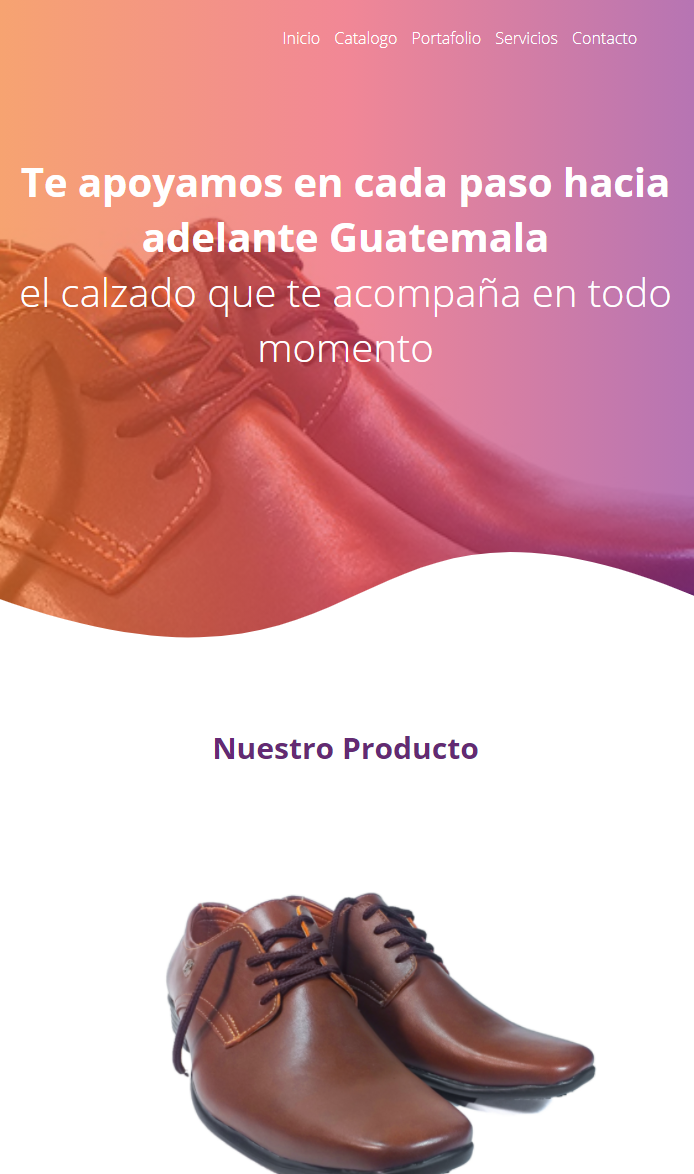 Inicio Catalogo Portafolio Servicios Contacto
Te apoyamos en cada paso hacia
adelante Guatemala
el calzado que te acompaña en todo
momento
Nuestro Producto